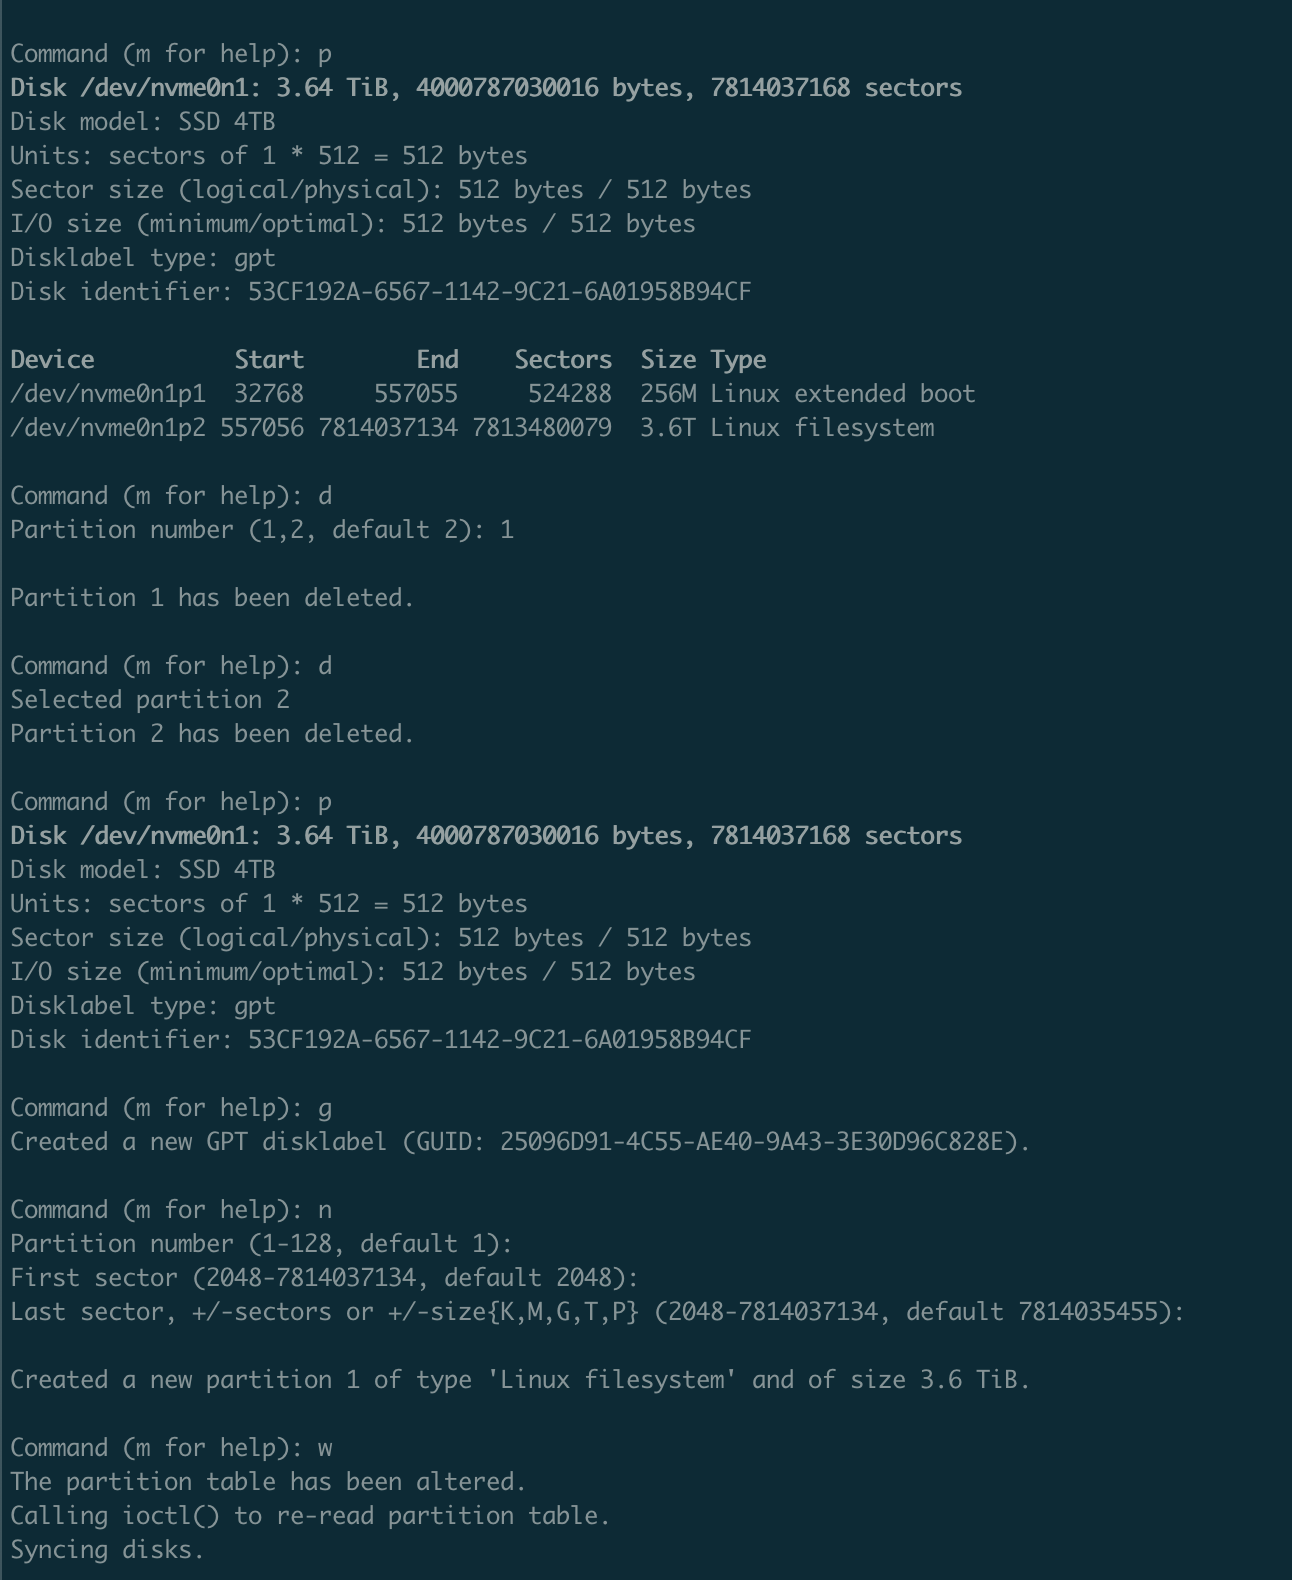 Command (m for help): p
Disk /dev/nvme0n1: 3.64 TiB, 4000787030016 bytes, 7814037168 sectors
Disk model: SSD 4TB
Units: sectors of 1 * 512 = 512 bytes
Sector size (logical/physical): 512 bytes / 512 bytes
I/O size (minimum/optimal): 512 bytes / 512 bytes
Disklabel type: gpt
Disk identifier: 53CF192A-6567-1142-9C21-6A01958B94CF
Device          Start        End    Sectors  Size Type
/dev/nvme0n1p1  32768     557055     524288  256M Linux extended boot
/dev/nvme0n1p2 557056 7814037134 7813480079  3.6T Linux filesystem
Command (m for help): d
Partition number (1,2, default 2): 1
Partition 1 has been deleted.
Command (m for help): d
Selected partition 2
Partition 2 has been deleted.
Command (m for help): p
Disk /dev/nvme0n1: 3.64 TiB, 4000787030016 bytes, 7814037168 sectors
Disk model: SSD 4TB
Units: sectors of 1 * 512 = 512 bytes
Sector size (logical/physical): 512 bytes / 512 bytes
I/O size (minimum/optimal): 512 bytes / 512 bytes
Disklabel type: gpt
Disk identifier: 53CF192A-6567-1142-9C21-6A01958B94CF
Command (m for help): g
Created a new GPT disklabel (GUID: 25096D91-4C55-AE40-9A43-3E30D96C828E).
Command (m for help): n
Partition number (1-128, default 1):
First sector (2048-7814037134, default 2048):
Last sector, +/-sectors or +/-size{K,M,G,T,P} (2048-7814037134, default 7814035455):
Created a new partition 1 of type 'Linux filesystem' and of size 3.6 TiB.
Command (m for help): w
The partition table has been altered.
Calling ioctl() to re-read partition table.
Syncing disks.